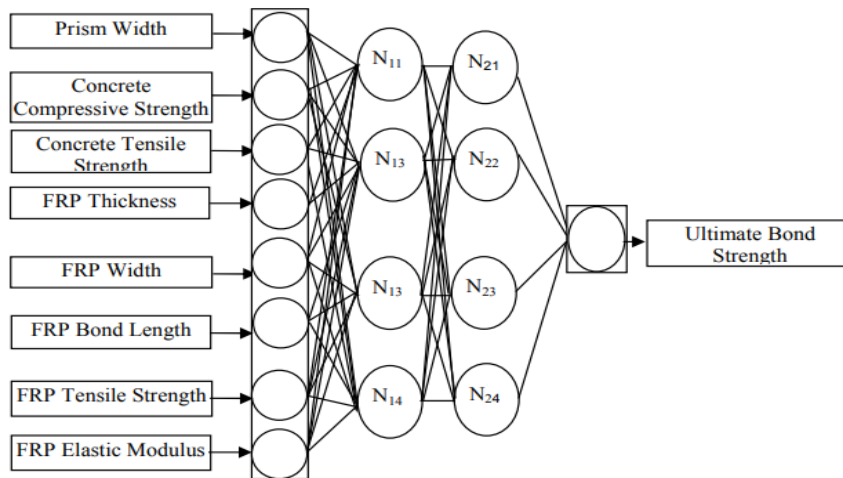 Prism Width
Concrete
Compressive Strength
Concrete Tensile
Strength
FRP Thickness
FRP Width
FRP Bond Length
FRP Tensile Strength
FRP Elastic Modulus
N11
N13
N13
N14
N21
N22
N23
N24
Ultimate Bond
Strength